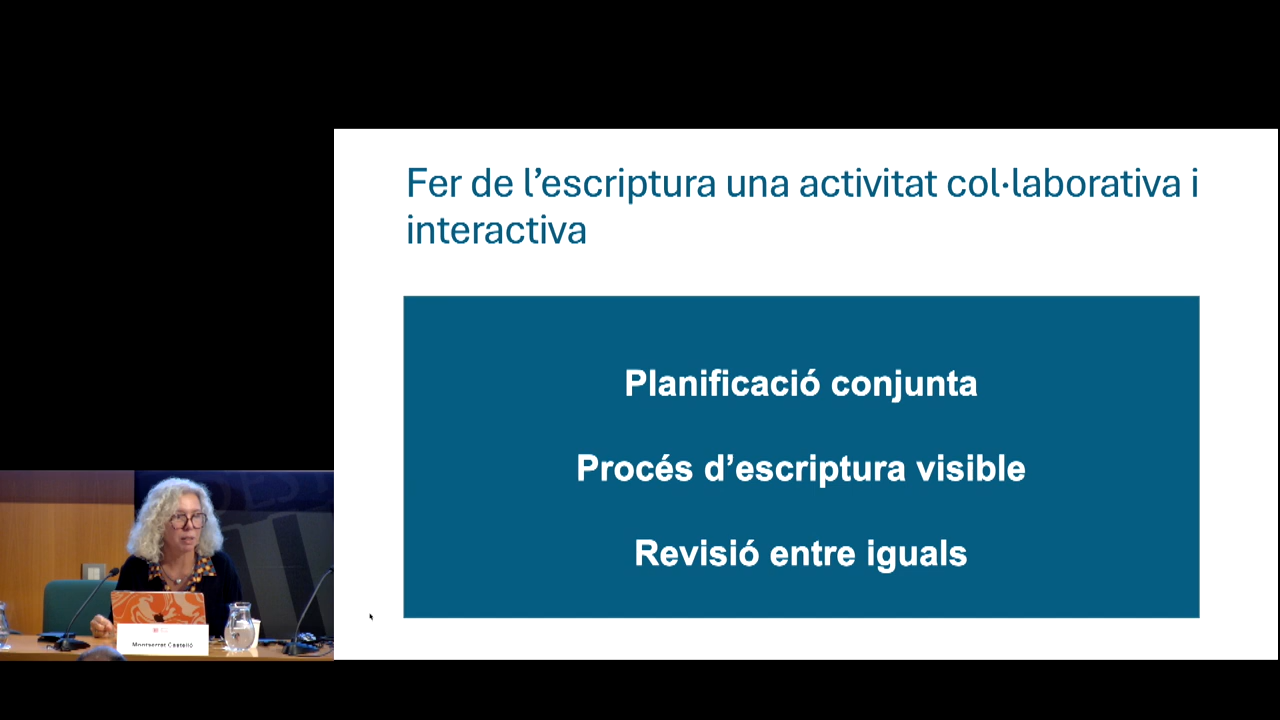 Fer de l’escriptura una activitat col·laborativa i
interactiva
Planificació conjunta
Procés d’escriptura visible
Revisió entre iguals
Montserrat Castelló